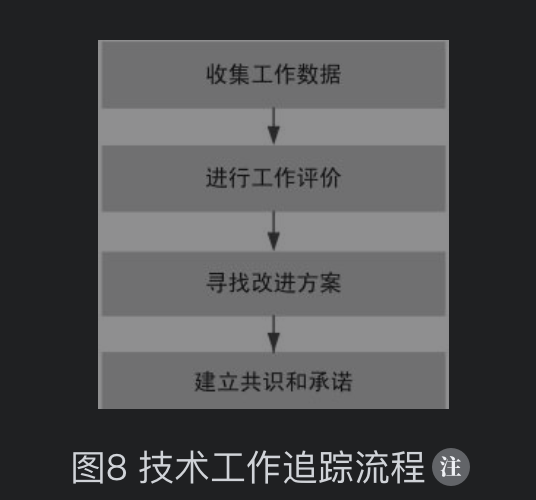 收集工作数据
进行工作评价
寻找改进方案
建立共识和承诺
图8 技术工作追踪流程 注